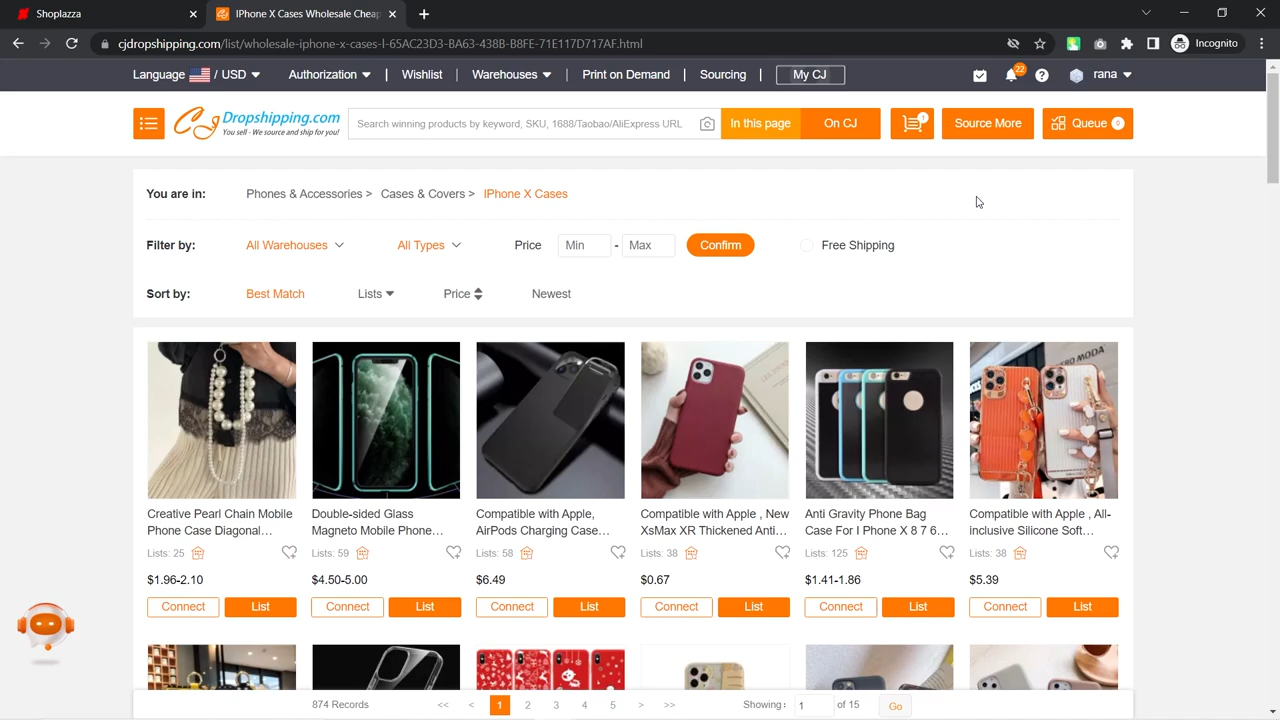 Shoplazza
IPhone X Cases Wholesale Cheap
cjdropshipping.com/list/wholesale-iphone-x-cases-l-65AC23D3-BA63-438B-B8FE-71E117D717AF.html
Incognito
Language / USD
Authorization
Wishlist
Warehouses
Print on Demand
Sourcing
My CJ
22
rana
CJ Dropshipping.com
You sell - We source and ship for you!
Search winning products by keyword, SKU, 1688/Taobao/AliExpress URL
In this page
On CJ
1
Source More
Queue 0
You are in:
Phones & Accessories >
Cases & Covers >
IPhone X Cases
Filter by:
All Warehouses
All Types
Price
Min
-
Max
Confirm
Free Shipping
Sort by:
Best Match
Lists
Price
Newest
Creative Pearl Chain Mobile
Phone Case Diagonal...
Lists: 25
$1.96-2.10
Connect
List
Double-sided Glass
Magneto Mobile Phone...
Lists: 59
$4.50-5.00
Connect
List
Compatible with Apple,
AirPods Charging Case...
Lists: 58
$6.49
Connect
List
Compatible with Apple , New
XsMax XR Thickened Anti...
Lists: 38
$0.67
Connect
List
Anti Gravity Phone Bag
Case For I Phone X 8 7 6...
Lists: 125
$1.41-1.86
Connect
List
Compatible with Apple , All-
inclusive Silicone Soft...
Lists: 38
$5.39
Connect
List
874 Records
<< < 1 2 3 4 5 > >>
Showing: 1 of 15
Go